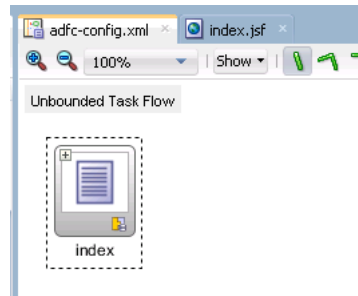 adfc-config.xml index.jsf
100% Show
Unbounded Task Flow
index